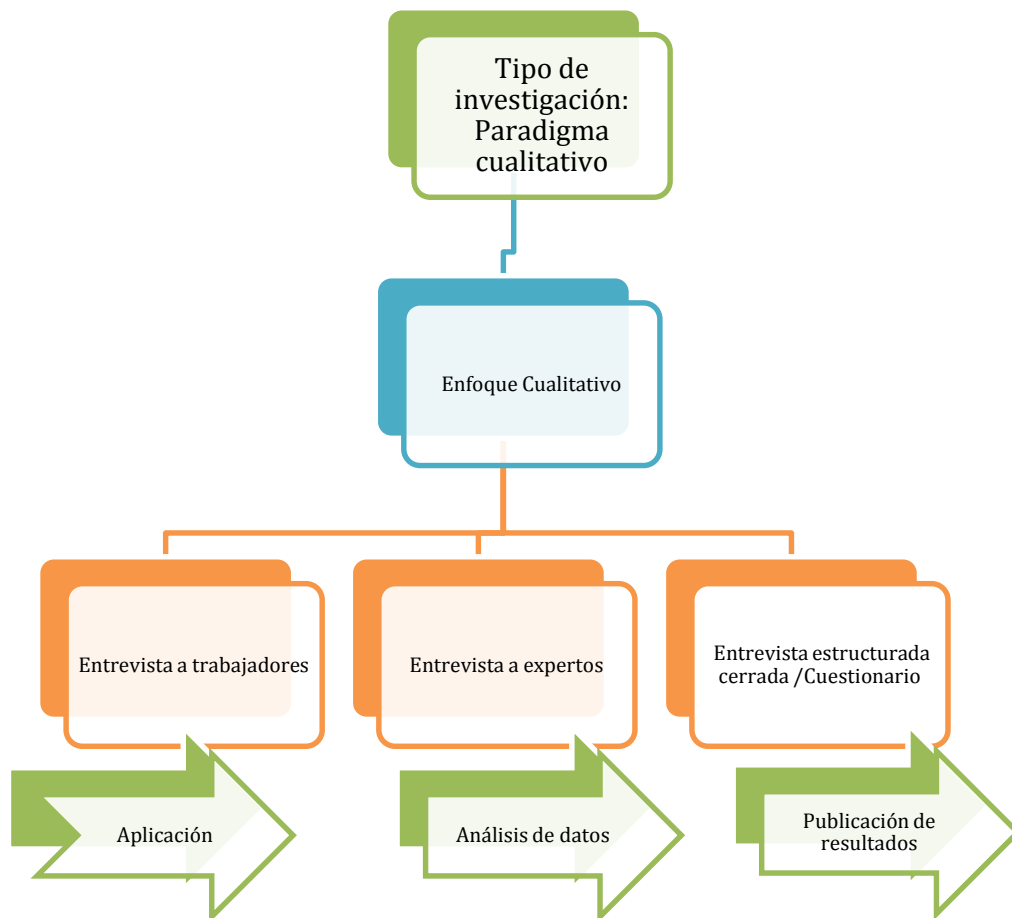 Tipo de
investigación:
Paradigma
cualitativo
Enfoque Cualitativo
Entrevista a trabajadores
Entrevista a expertos
Entrevista estructurada
cerrada /Cuestionario
Aplicación
Análisis de datos
Publicación de
resultados